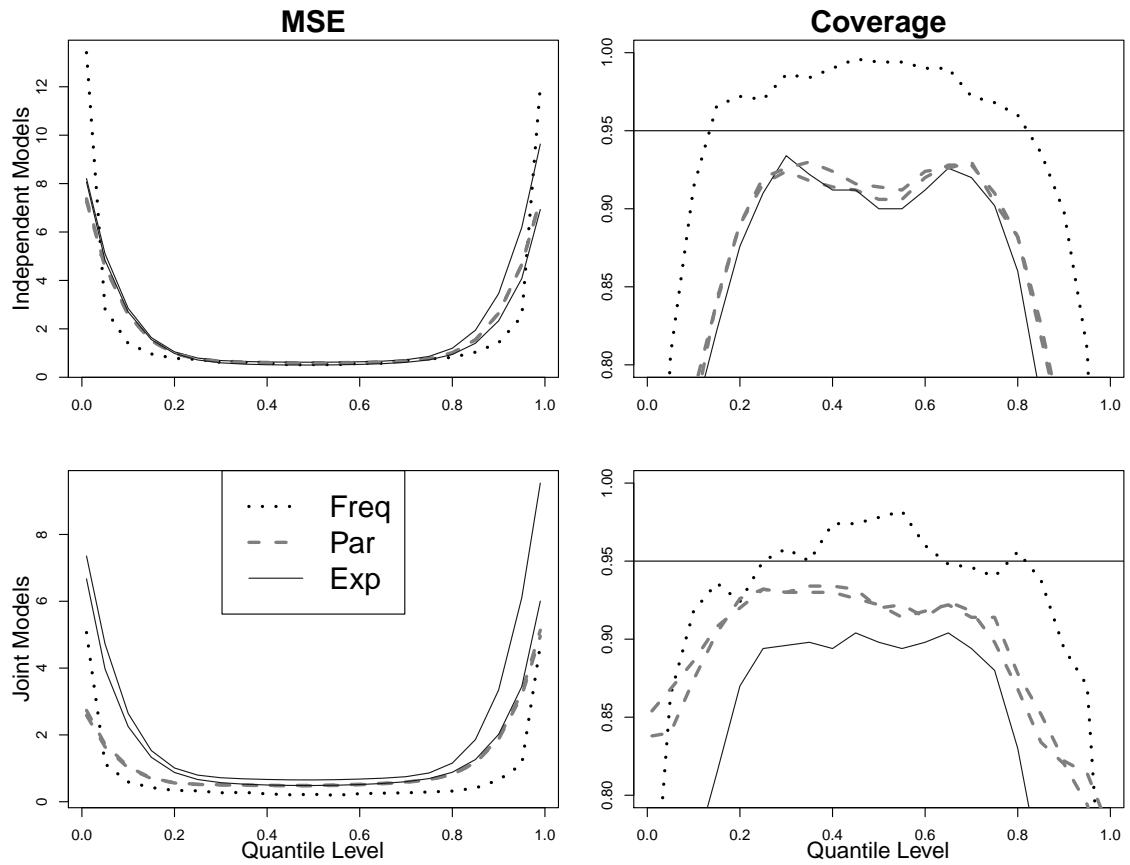 MSE
Coverage
Independent Models
0 2 4 6 8 10 12
0.0 0.2 0.4 0.6 0.8 1.0
0.80 0.85 0.90 0.95 1.00
0.0 0.2 0.4 0.6 0.8 1.0
Joint Models
0 2 4 6 8
Freq
Par
Exp
0.0 0.2 0.4 0.6 0.8 1.0
Quantile Level
0.80 0.85 0.90 0.95 1.00
0.0 0.2 0.4 0.6 0.8 1.0
Quantile Level